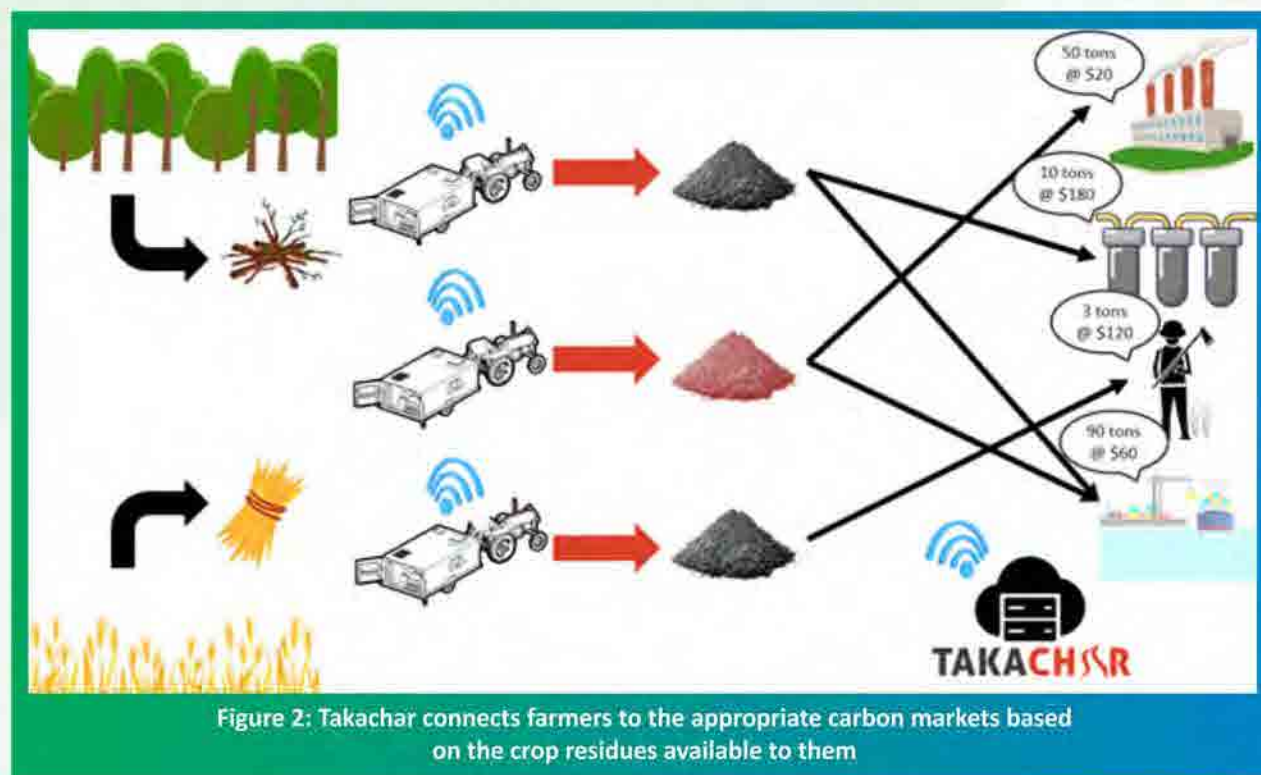 50 tons
@ $20
10 tons
@ $180
3 tons
@ $120
90 tons
@ $60
TAKACHAR
Figure 2: Takachar connects farmers to the appropriate carbon markets based
on the crop residues available to them